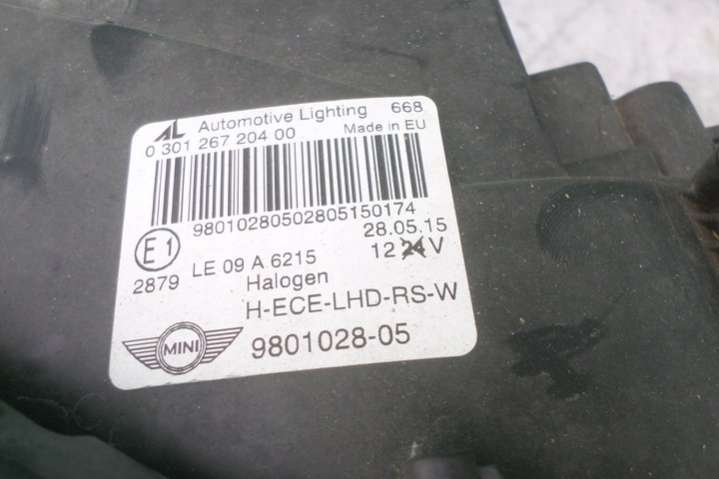 AL Automotive Lighting 668
0 301 267 204 00 Made in EU
98010280502805150174
28.05.15
E1 LE 09 A 6215 12 24 V
2879 Halogen
H-ECE-LHD-RS-W
MINI 9801028-05